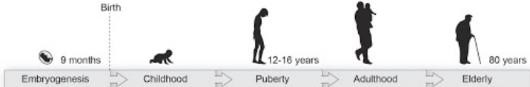 Birth
9 months
12-16 years
80 years
Embryogenesis
Childhood
Puberty
Adulthood
Elderly